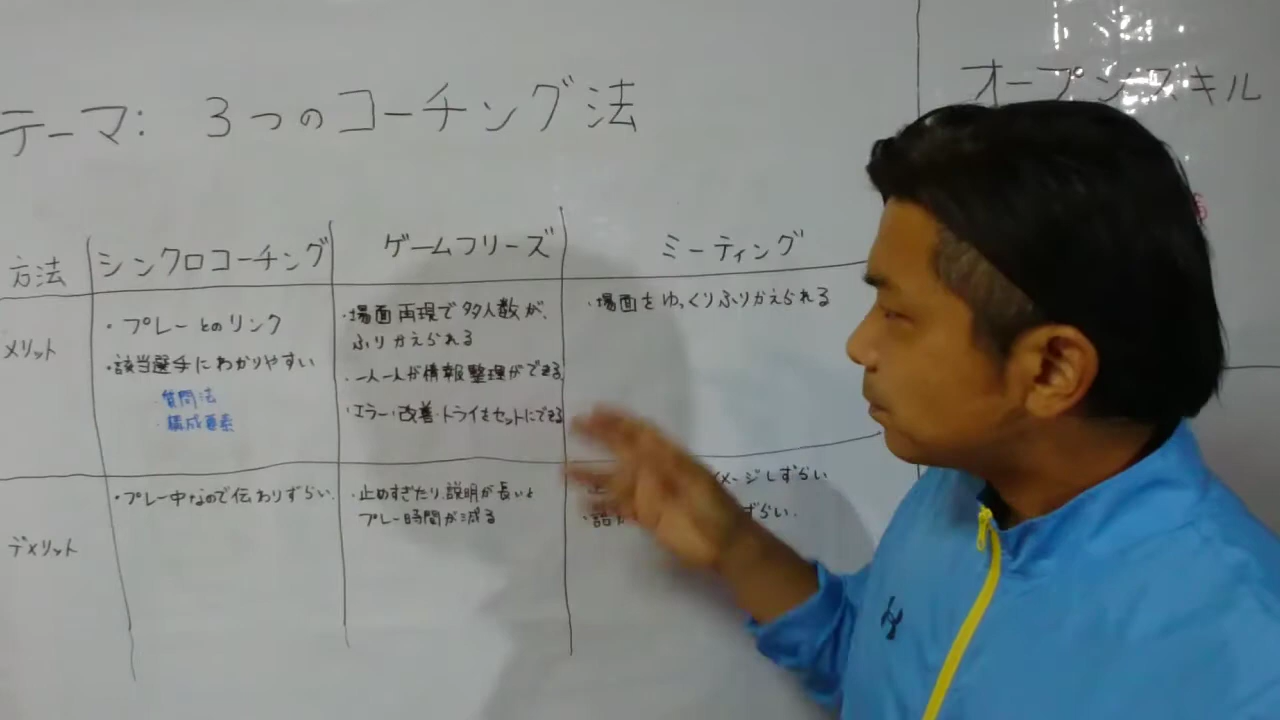 テーマ: 3つのコーチング法
オープンスキル
方法
シンクロコーチング
ゲームフリーズ
ミーティング
メリット
・プレーとのリンク
・該当選手にわかりやすい
・質問法
・構成要素
・場面再現で多人数が、
ふりかえられる
・一人一人が情報整理ができる
・エラー・改善・トライをセットにできる
・場面をゆっくりふりかえられる
デメリット
・プレー中なので伝わりずらい.
・止めすぎたり、説明が長いと
プレー時間が減る
メージしずらい
・話が ずらい.